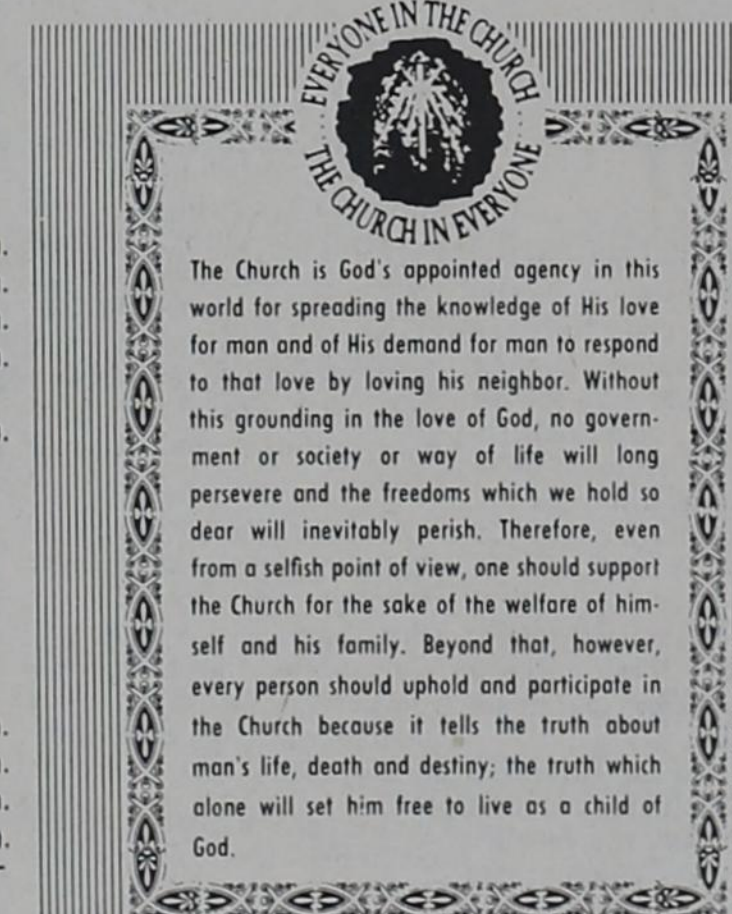 EVERYONE IN THE CHURCH
THE CHURCH IN EVERYONE
The Church is God's appointed agency in this
world for spreading the knowledge of His love
for man and of His demand for man to respond
to that love by loving his neighbor. Without
this grounding in the love of God, no govern-
ment or society or way of life will long
persevere and the freedoms which we hold so
dear will inevitably perish. Therefore, even
from a selfish point of view, one should support
the Church for the sake of the welfare of him-
self and his family. Beyond that, however,
every person should uphold and participate in
the Church because it tells the truth about
man's life, death and destiny; the truth which
alone will set him free to live as a child of
God.